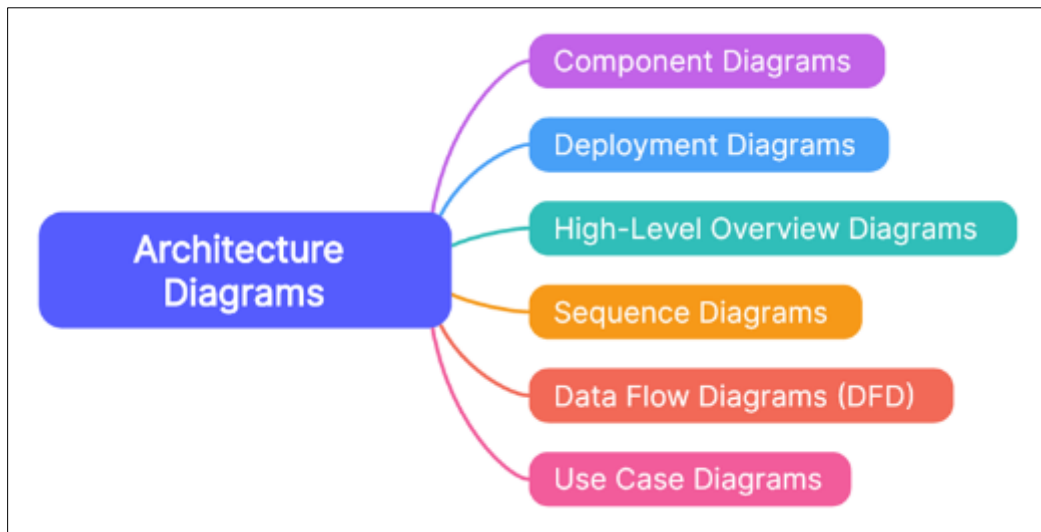 Component Diagrams
Deployment Diagrams
Architecture
Diagrams
High-Level Overview Diagrams
Sequence Diagrams
Data Flow Diagrams (DFD)
Use Case Diagrams